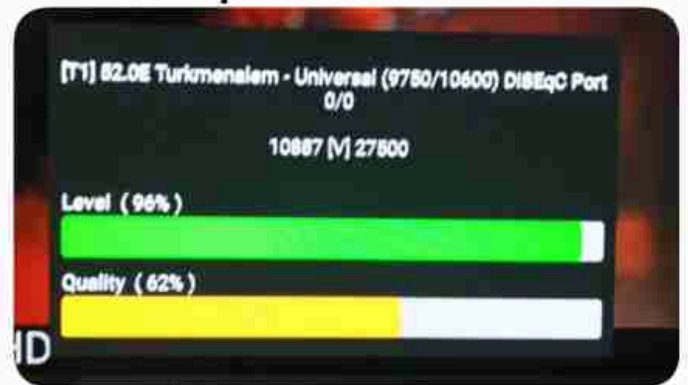 [T1] 52.0E Turkmenalem - Universal (9750/10600) DiSEqC Port
0/0
10887 [V] 27500
Level ( 96% )
Quality ( 62% )
HD